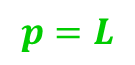 p = L